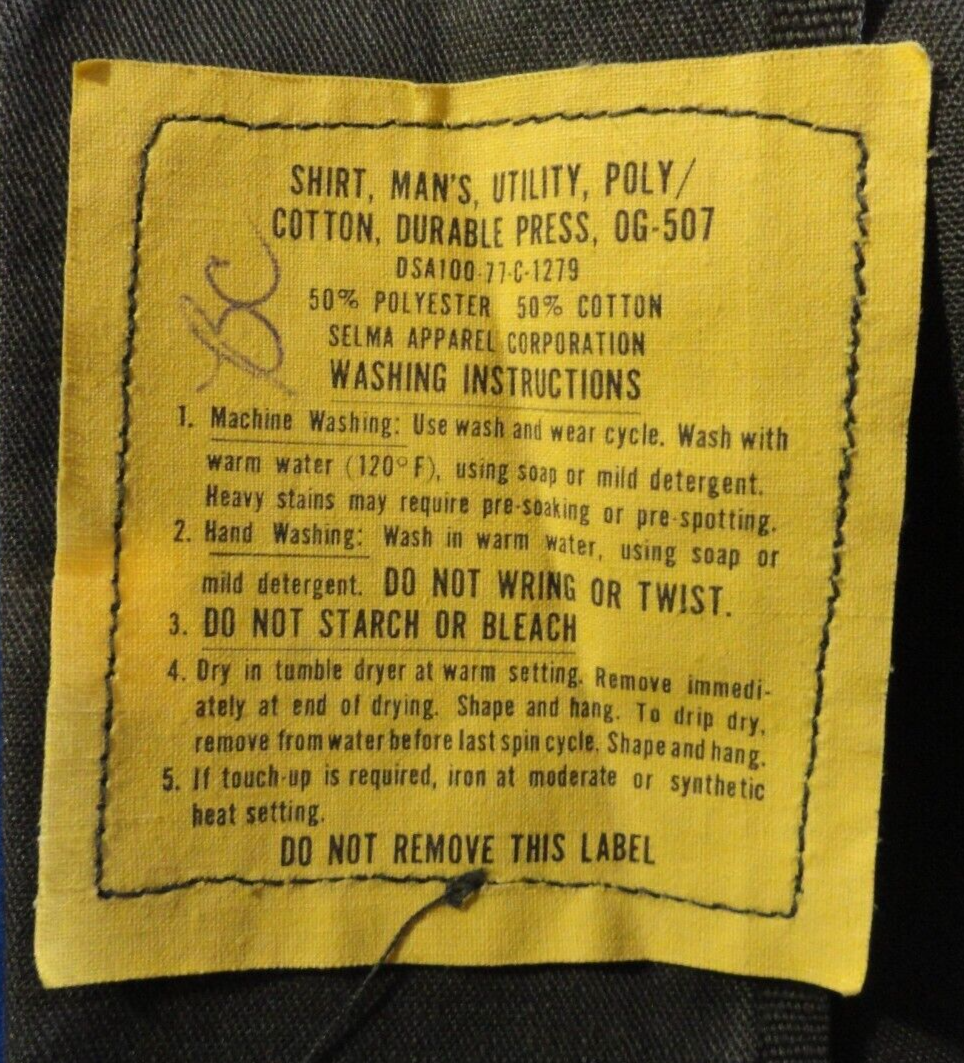 SHIRT, MAN'S, UTILITY, POLY/
COTTON, DURABLE PRESS, OG-507
DSA100-77-C-1279
50% POLYESTER 50% COTTON
SELMA APPAREL CORPORATION
WASHING INSTRUCTIONS
1. Machine Washing: Use wash and wear cycle. Wash with
warm water (120° F), using soap or mild detergent.
Heavy stains may require pre-soaking or pre-spotting.
2. Hand Washing: Wash in warm water, using soap or
mild detergent. DO NOT WRING OR TWIST.
3. DO NOT STARCH OR BLEACH
4. Dry in tumble dryer at warm setting. Remove immedi-
ately at end of drying. Shape and hang. To drip dry,
remove from water before last spin cycle. Shape and hang.
5. If touch-up is required, iron at moderate or synthetic
heat setting.
DO NOT REMOVE THIS LABEL